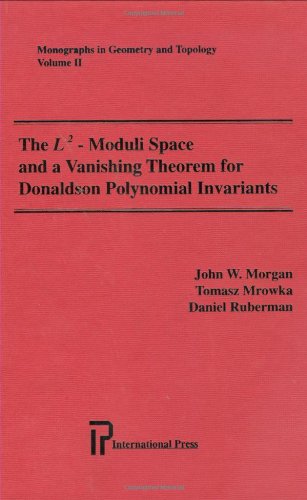 Monographs in Geometry and Topology
Volume II
The L² - Moduli Space
and a Vanishing Theorem for
Donaldson Polynomial Invariants
John W. Morgan
Tomasz Mrowka
Daniel Ruberman
IP
International Press